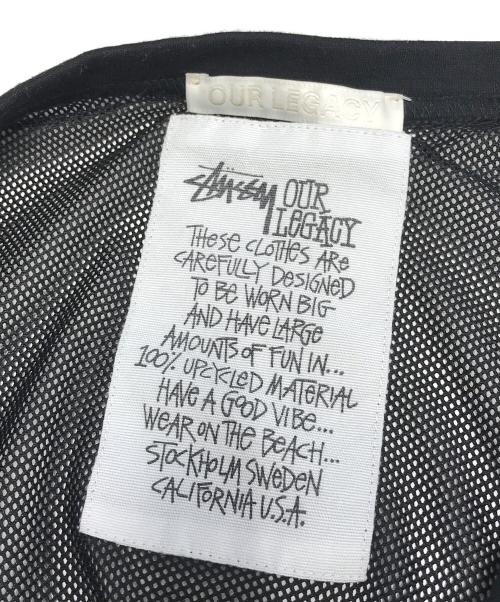 OUR LEGACY
STÜSSY OUR
LEGACY
THESE CLOTHES ARE
CAREFULLY DESIGNED
TO BE WORN BIG
AND HAVE LARGE
AMOUNTS OF FUN IN...
100% UPCYCLED MATERIAL
HAVE A GOOD VIBE...
WEAR ON THE BEACH...
STOCKHOLM SWEDEN
CALIFORNIA U.S.A.